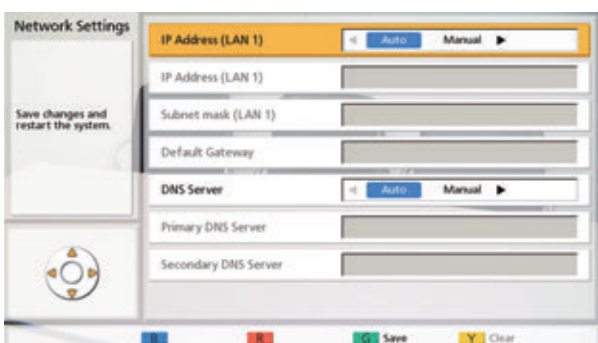 Network Settings
Save changes and
restart the system.
IP Address (LAN 1)
Auto Manual
IP Address (LAN 1)
Subnet mask (LAN 1)
Default Gateway
DNS Server
Auto Manual
Primary DNS Server
Secondary DNS Server
B R G Save Y Clear